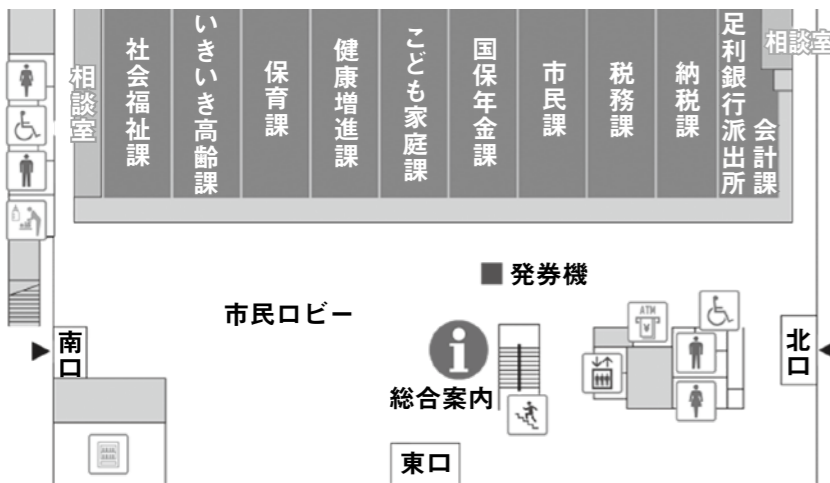 相談室
社会福祉課
いきいき高齢課
保育課
健康増進課
こども家庭課
国保年金課
市民課
税務課
納税課
足利銀行派出所
会計課
相談室
発券機
市民ロビー
ATM
¥
南口
北口
i
総合案内
東口